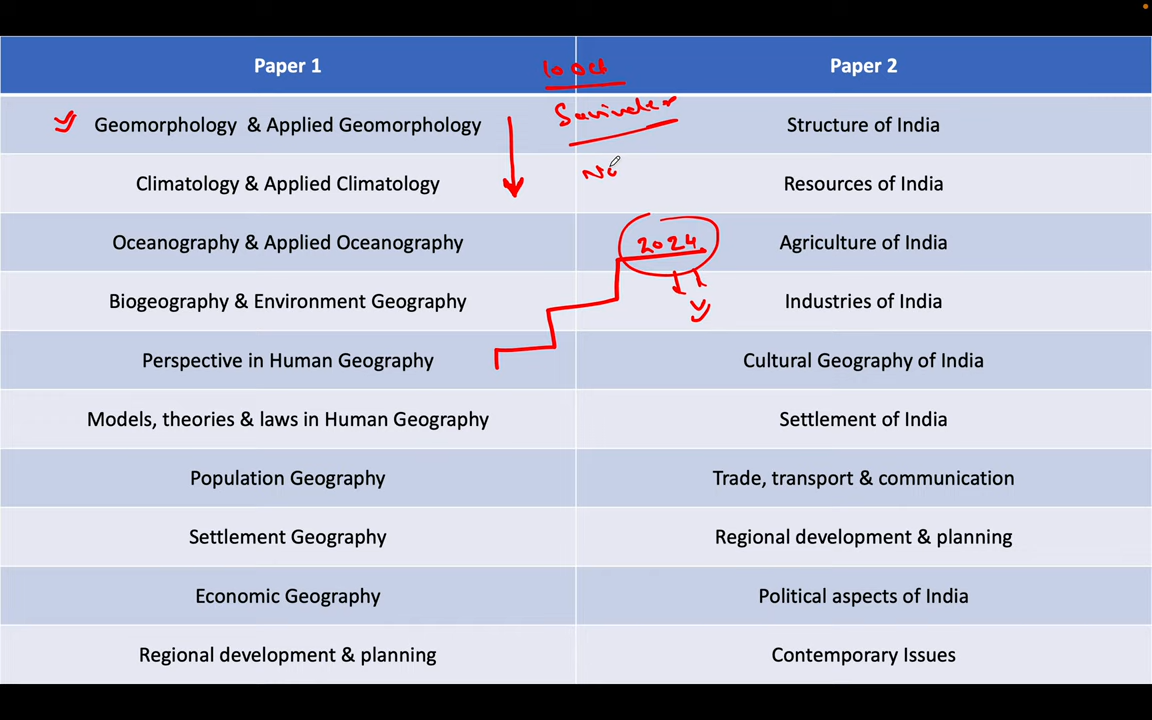 Paper 1 Paper 2
10 Oct
Geomorphology & Applied Geomorphology Structure of India
Climatology & Applied Climatology Resources of India
Oceanography & Applied Oceanography 2024 Agriculture of India
Biogeography & Environment Geography Industries of India
Perspective in Human Geography Cultural Geography of India
Models, theories & laws in Human Geography Settlement of India
Population Geography Trade, transport & communication
Settlement Geography Regional development & planning
Economic Geography Political aspects of India
Regional development & planning Contemporary Issues